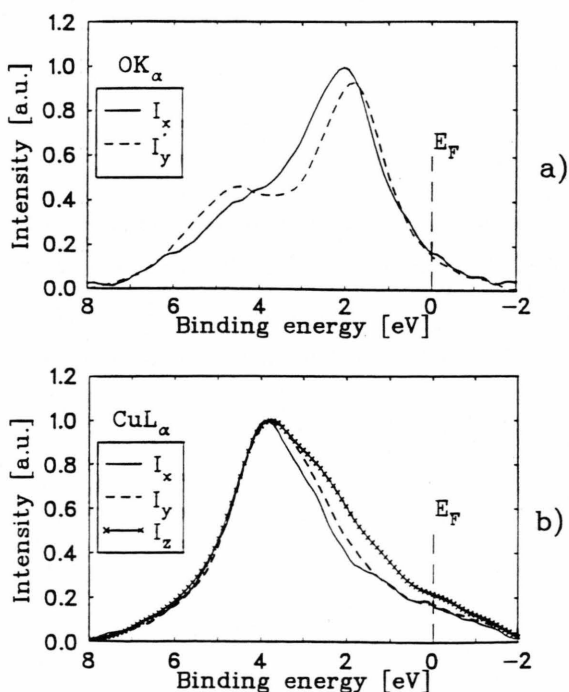 1.2
1.0
0.8
0.6
0.4
0.2
0.0
Intensity [a.u.]
OKα
Ix
Iy'
EF
a)
8
6
4
2
0
-2
Binding energy [eV]
1.2
1.0
0.8
0.6
0.4
0.2
0.0
Intensity [a.u.]
CuLα
Ix
Iy
Iz
EF
b)
8
6
4
2
0
-2
Binding energy [eV]